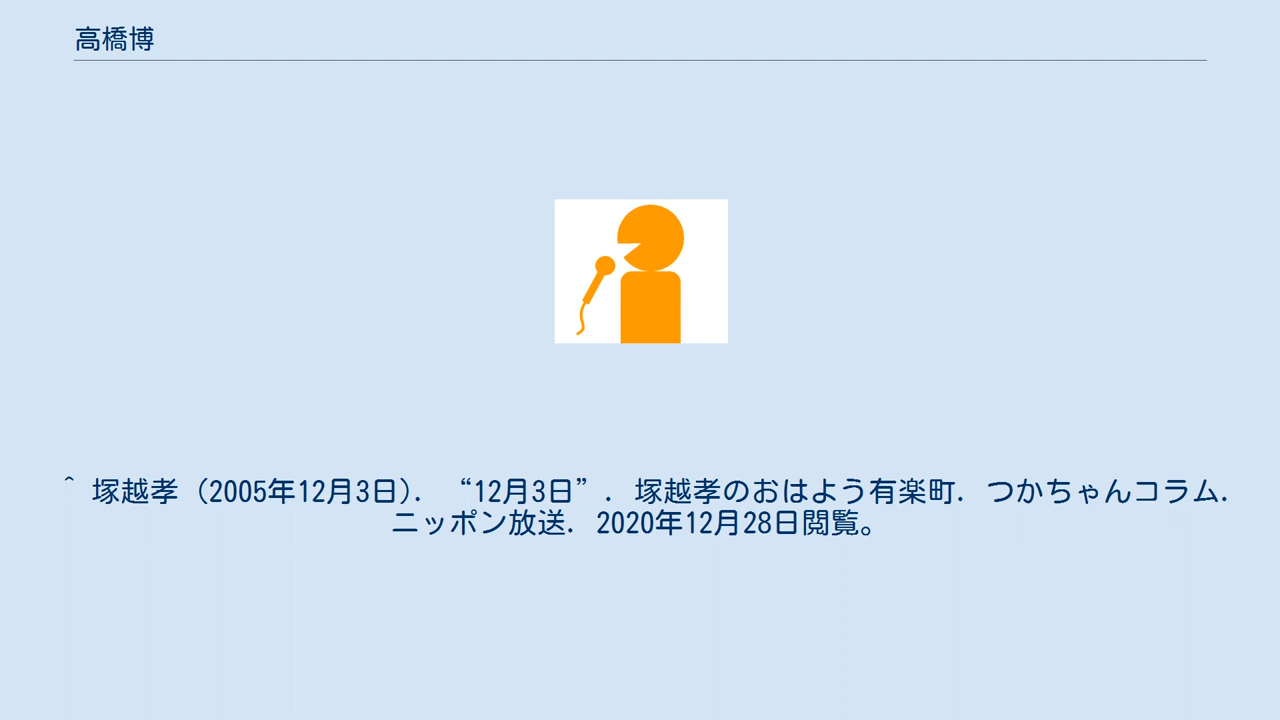 高橋博
^ 塚越孝 (2005年12月3日). “12月3日”. 塚越孝のおはよう有楽町. つかちゃんコラム.
ニッポン放送. 2020年12月28日閲覧。